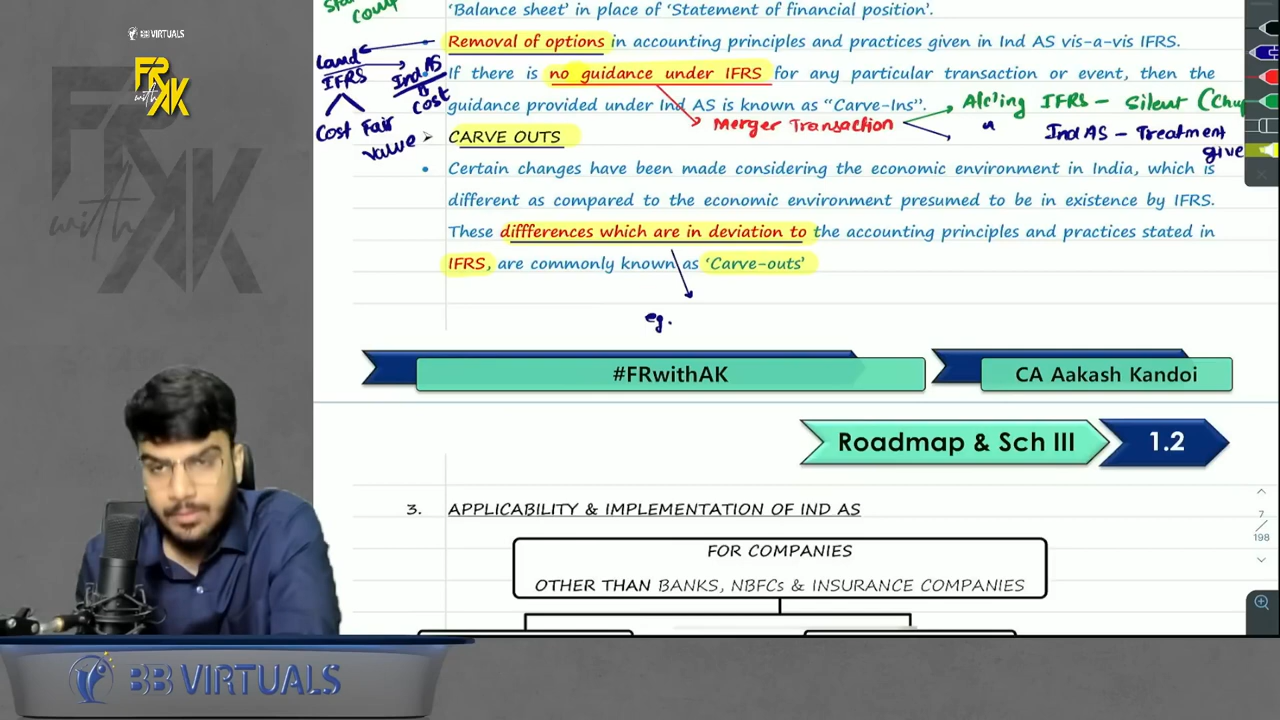 BB VIRTUALS
FR
with
AK
'Balance sheet' in place of 'Statement of financial position'.
Removal of options in accounting principles and practices given in Ind AS vis-a-vis IFRS.
Land
IFRS
Ind AS
cost
Cost Fair
Value
If there is no guidance under IFRS for any particular transaction or event, then the
guidance provided under Ind AS is known as "Carve-Ins".
Merger Transaction
IFRS - Silent
Ind AS - Treatment
give
CARVE OUTS
Certain changes have been made considering the economic environment in India, which is
different as compared to the economic environment presumed to be in existence by IFRS.
These diffferences which are in deviation to the accounting principles and practices stated in
IFRS, are commonly known as 'Carve-outs'
eg.
#FRwithAK
CA Aakash Kandoi
Roadmap & Sch III
1.2
3. APPLICABILITY & IMPLEMENTATION OF IND AS
FOR COMPANIES
OTHER THAN BANKS, NBFCs & INSURANCE COMPANIES
7
198
BB VIRTUALS